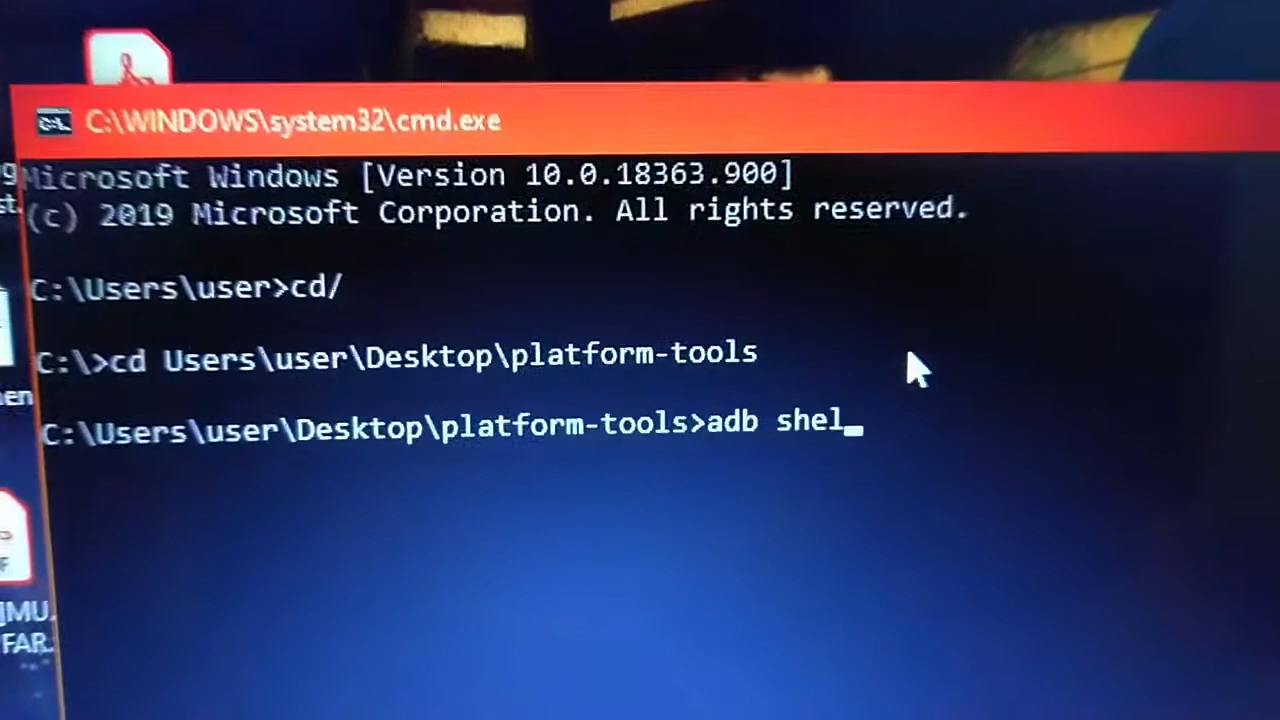 C:\WINDOWS\system32\cmd.exe
Microsoft Windows [Version 10.0.18363.900]
(c) 2019 Microsoft Corporation. All rights reserved.
C:\Users\user>cd/
C:\>cd Users\user\Desktop\platform-tools
C:\Users\user\Desktop\platform-tools>adb shel